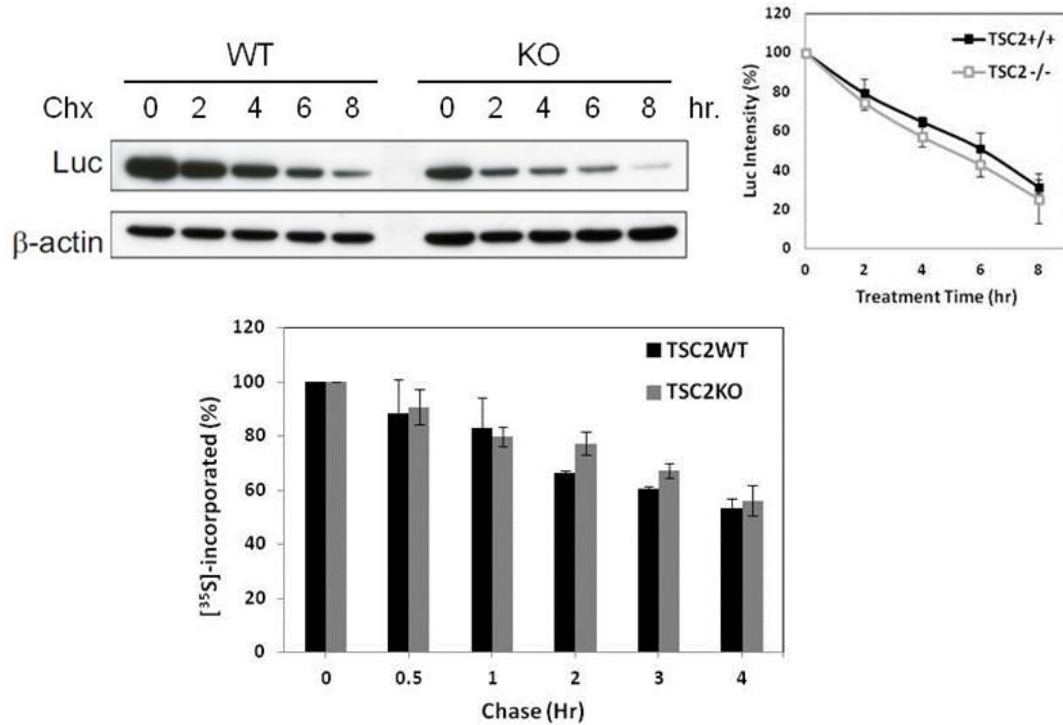 WT KO
Chx 0 2 4 6 8 0 2 4 6 8 hr.
Luc
β-actin
120
100
80
60
40
20
0
Luc Intensity (%)
TSC2+/+
TSC2 -/-
0 2 4 6 8
Treatment Time (hr)
120
100
80
60
40
20
0
[³⁵S]-incorporated (%)
TSC2WT
TSC2KO
0 0.5 1 2 3 4
Chase (Hr)